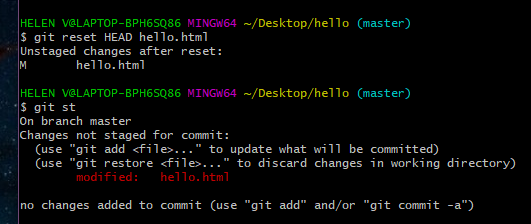 HELEN V@LAPTOP-BPH6SQ86 MINGW64 ~/Desktop/hello (master)
$ git reset HEAD hello.html
Unstaged changes after reset:
M       hello.html
HELEN V@LAPTOP-BPH6SQ86 MINGW64 ~/Desktop/hello (master)
$ git st
On branch master
Changes not staged for commit:
  (use "git add <file>..." to update what will be committed)
  (use "git restore <file>..." to discard changes in working directory)
        modified:   hello.html
no changes added to commit (use "git add" and/or "git commit -a")